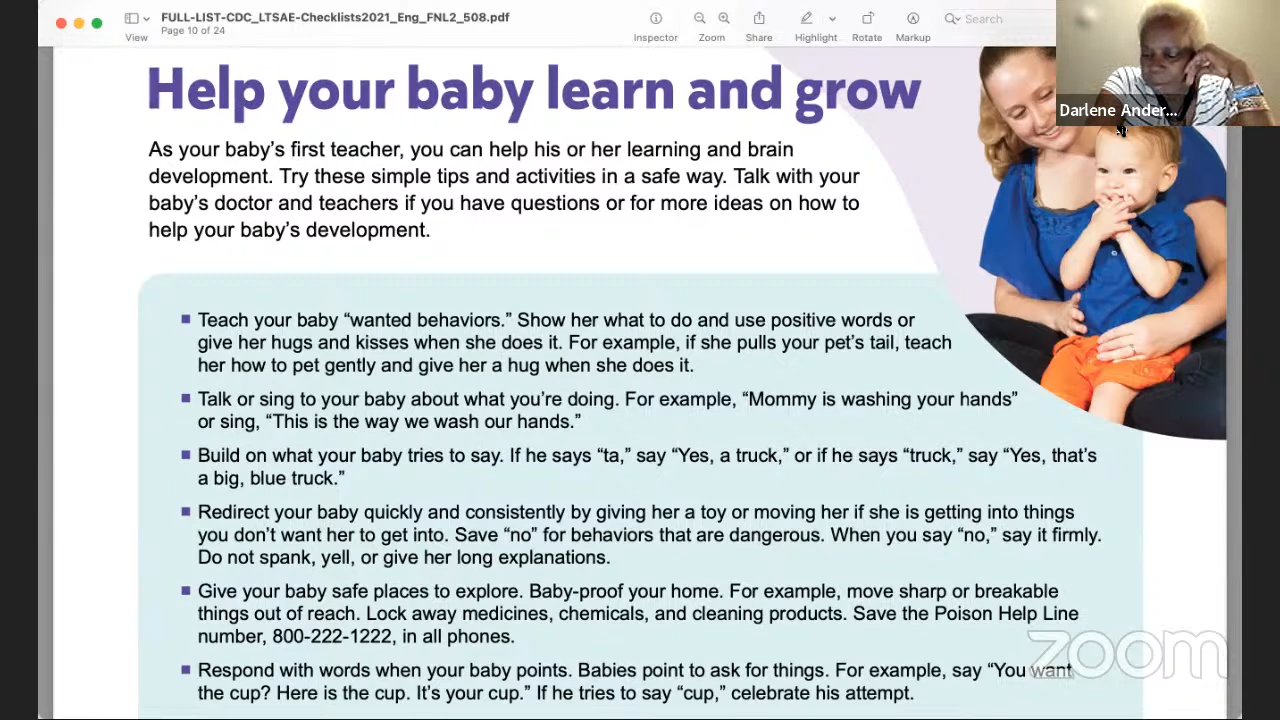 FULL-LIST-CDC_LTSAE-Checklists2021_Eng_FNL2_508.pdf
Page 10 of 24
View
Inspector
Zoom
Share
Highlight
Rotate
Markup
Search
Darlene Ander...
Help your baby learn and grow
As your baby’s first teacher, you can help his or her learning and brain
development. Try these simple tips and activities in a safe way. Talk with your
baby’s doctor and teachers if you have questions or for more ideas on how to
help your baby’s development.
Teach your baby “wanted behaviors.” Show her what to do and use positive words or
give her hugs and kisses when she does it. For example, if she pulls your pet’s tail, teach
her how to pet gently and give her a hug when she does it.
Talk or sing to your baby about what you’re doing. For example, “Mommy is washing your hands”
or sing, “This is the way we wash our hands.”
Build on what your baby tries to say. If he says “ta,” say “Yes, a truck,” or if he says “truck,” say “Yes, that’s
a big, blue truck.”
Redirect your baby quickly and consistently by giving her a toy or moving her if she is getting into things
you don’t want her to get into. Save “no” for behaviors that are dangerous. When you say “no,” say it firmly.
Do not spank, yell, or give her long explanations.
Give your baby safe places to explore. Baby-proof your home. For example, move sharp or breakable
things out of reach. Lock away medicines, chemicals, and cleaning products. Save the Poison Help Line
number, 800-222-1222, in all phones.
Respond with words when your baby points. Babies point to ask for things. For example, say “You want
the cup? Here is the cup. It’s your cup.” If he tries to say “cup,” celebrate his attempt.
zoom